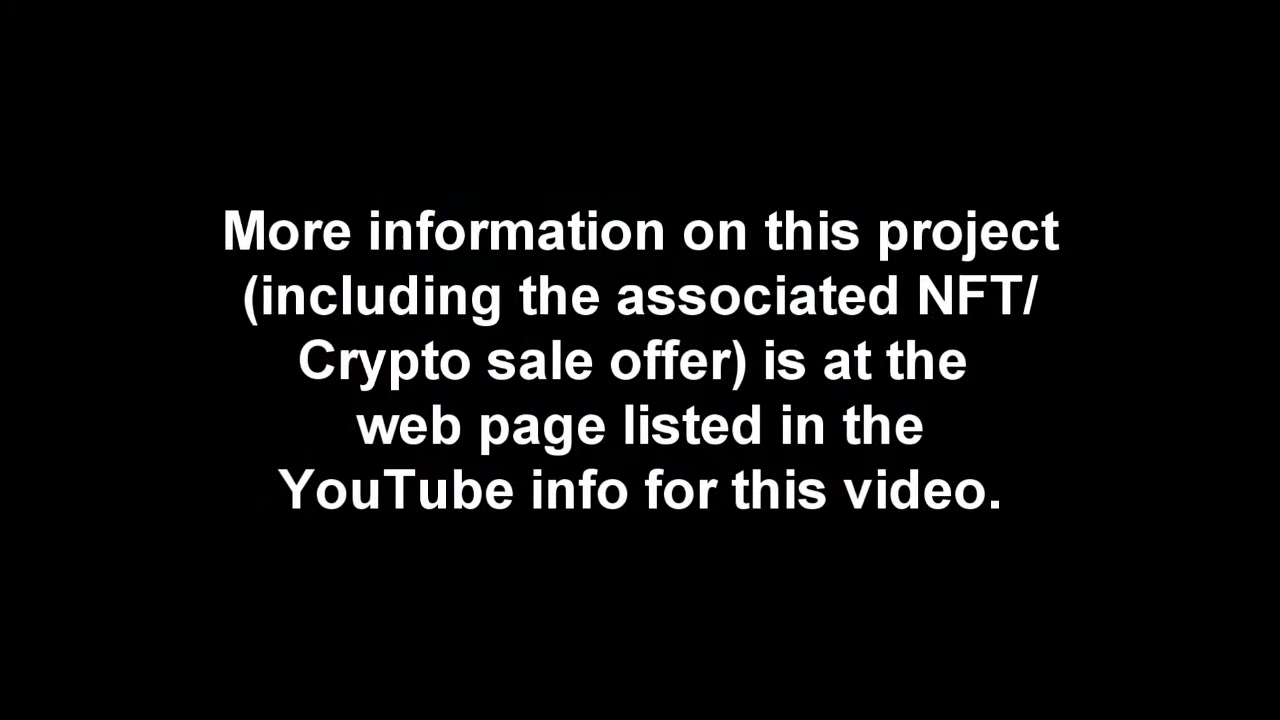 More information on this project
(including the associated NFT/
Crypto sale offer) is at the
web page listed in the
YouTube info for this video.